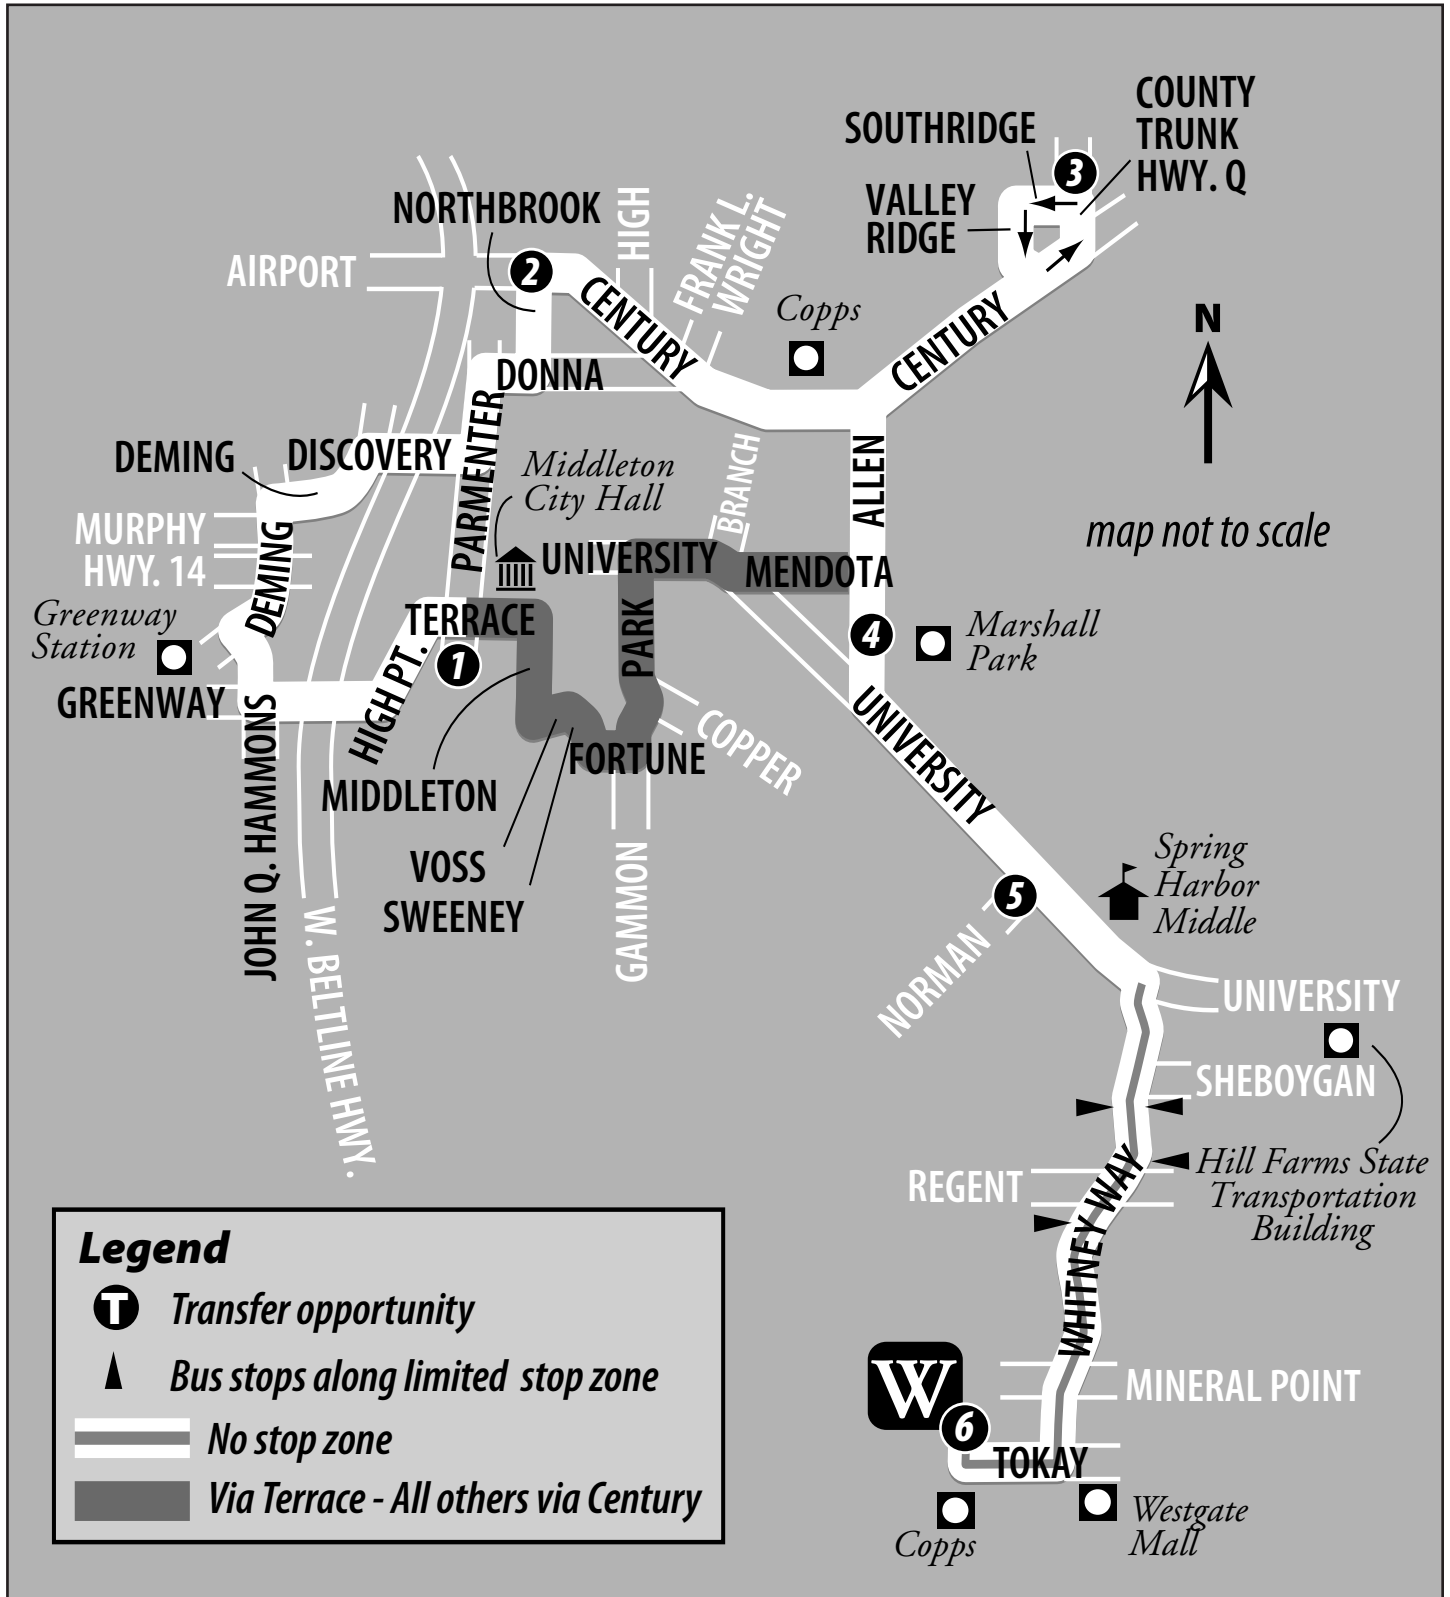 COUNTY
TRUNK
HWY. Q
SOUTHRIDGE
3
VALLEY
RIDGE
NORTHBROOK
HIGH
FRANK L.
WRIGHT
AIRPORT
2
CENTURY
Copps
CENTURY
N
DONNA
PARMENTER
DEMING
DISCOVERY
Middleton
City Hall
BRANCH
ALLEN
MURPHY
HWY. 14
DEMING
UNIVERSITY
MENDOTA
map not to scale
Greenway
Station
TERRACE
1
PARK
4
Marshall
Park
GREENWAY
HIGH PT.
COPPER
UNIVERSITY
FORTUNE
MIDDLETON
JOHN Q. HAMMONS
VOSS
SWEENEY
GAMMON
W. BELTLINE HWY.
5
Spring
Harbor
Middle
NORMAN
UNIVERSITY
SHEBOYGAN
Hill Farms State
Transportation
Building
REGENT
WHITNEY WAY
Legend
T Transfer opportunity
Bus stops along limited stop zone
No stop zone
Via Terrace - All others via Century
W
6
MINERAL POINT
TOKAY
Copps
Westgate
Mall